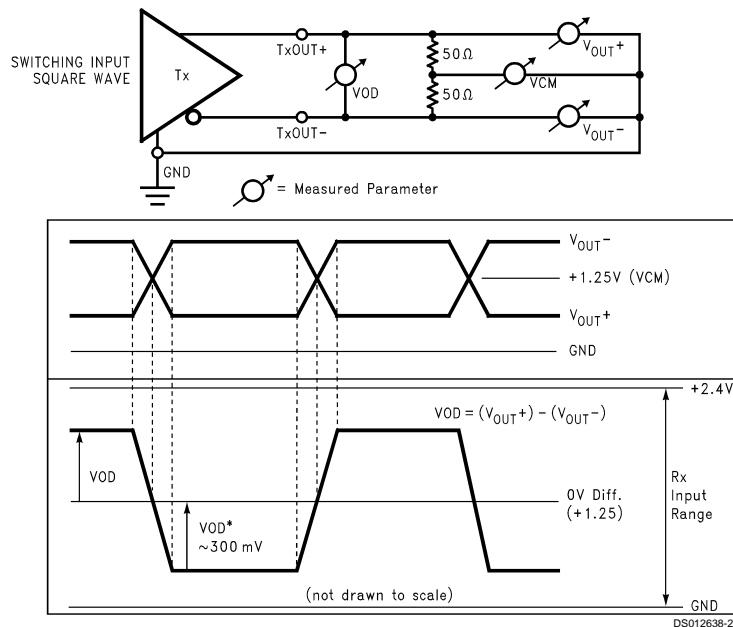 SWITCHING INPUT
SQUARE WAVE
Tx
TxOUT+
TxOUT-
VOD
50Ω
50Ω
VCM
VOUT+
VOUT-
GND
= Measured Parameter
VOUT-
+1.25V (VCM)
VOUT+
GND
+2.4V
VOD = (VOUT+) - (VOUT-)
VOD
VOD*
~300 mV
0V Diff.
(+1.25)
Rx
Input
Range
(not drawn to scale)
GND
DS012638-2